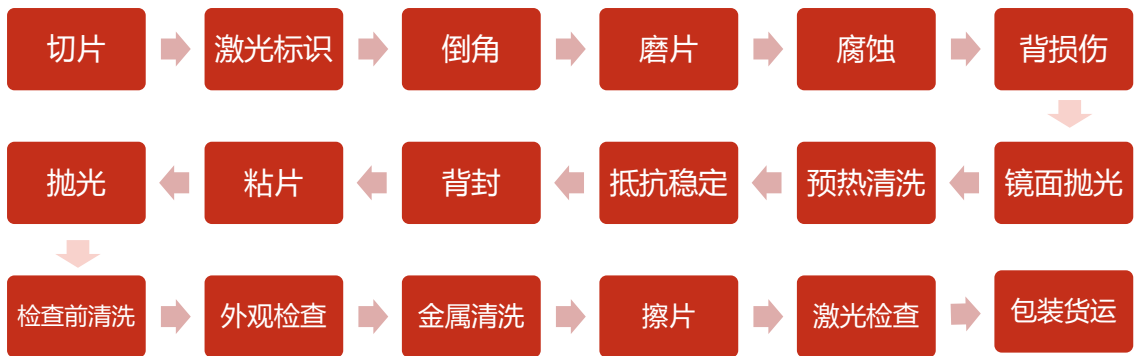 切片
激光标识
倒角
磨片
腐蚀
背损伤
镜面抛光
预热清洗
抵抗稳定
背封
粘片
抛光
检查前清洗
外观检查
金属清洗
擦片
激光检查
包装货运